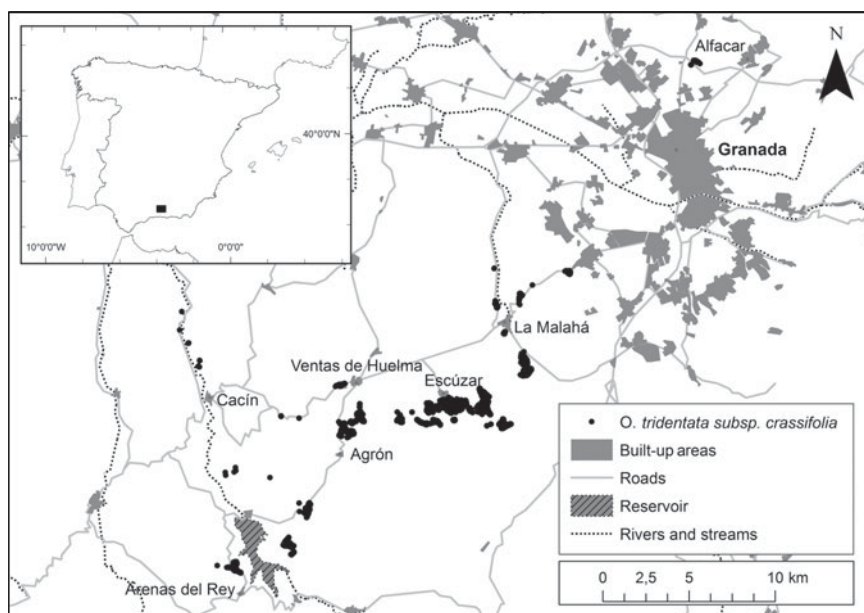 Alfacar
N
40°0'0"N
Granada
10°0'0"W
0°0'0"
La Malahá
Ventas de Huelma
Escúzar
Cacín
Agrón
Arenas del Rey
O. tridentata subsp. crassifolia
Built-up areas
Roads
Reservoir
Rivers and streams
0 2,5 5 10 km